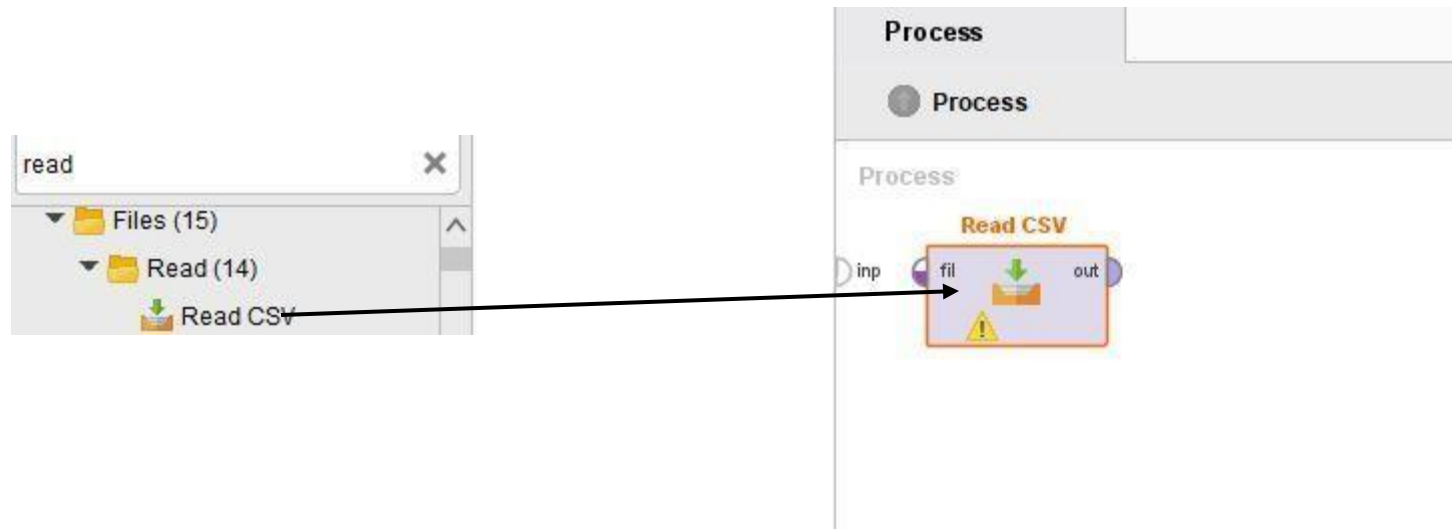 read
Files (15)
Read (14)
Read CSV
Process
Process
Process
Read CSV
inp
fil
out